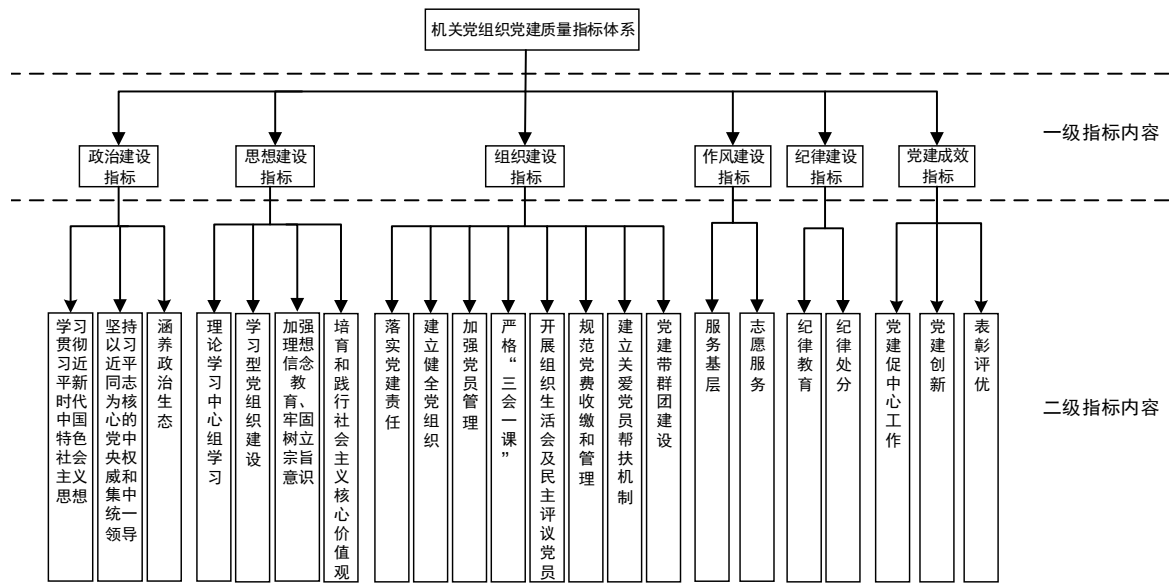 机关党组织党建质量指标体系
一级指标内容
政治建设
指标
思想建设
指标
组织建设
指标
作风建设
指标
纪律建设
指标
党建成效
指标
二级指标内容
学习
贯彻
习近
平新
时代
中国
特色
社会
主义
思想
坚持
以习
近平
同志
为核
心的
党中
央权
威和
集中
统一
领导
涵养政治生态
理论学习中心组学习
学习型党组织建设
加强
理想
信念
教育、
牢固
树立
宗旨
意识
培育和践行社会主义核心价值观
落实党建责任
建立健全党组织
加强党员管理
严格“三会一课”
开展组织生活会及民主评议党员
规范党费收缴和管理
建立关爱党员帮扶机制
党建带群团建设
服务基层
志愿服务
纪律教育
纪律处分
党建促中心工作
党建创新
表彰评优